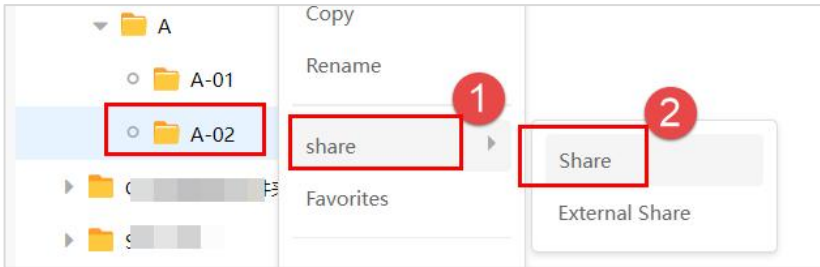 A
A-01
A-02
Copy
Rename
1
share
Favorites
2
Share
External Share